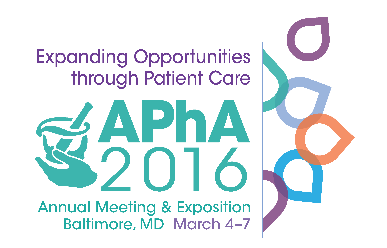 Expanding Opportunities
through Patient Care
APhA
2016
Annual Meeting & Exposition
Baltimore, MD March 4–7